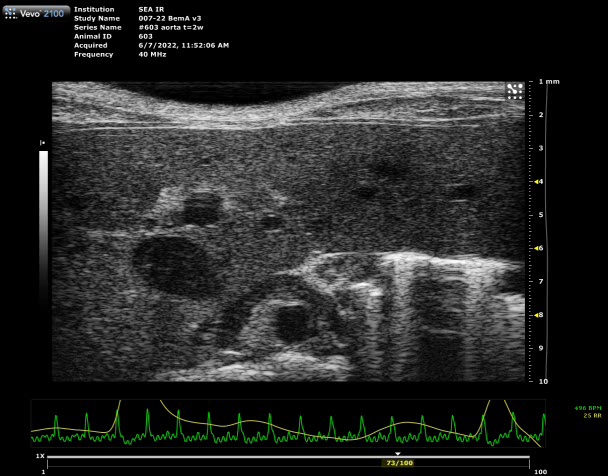 Vevo 2100
Institution SEA IR
Study Name 007-22 BemA v3
Series Name #603 aorta t=2w
Animal ID 603
Acquired 6/7/2022, 11:52:06 AM
Frequency 40 MHz
1 mm
2
3
4
5
6
7
8
9
10
496 BPM
25 RR
1X
73/100
1 100